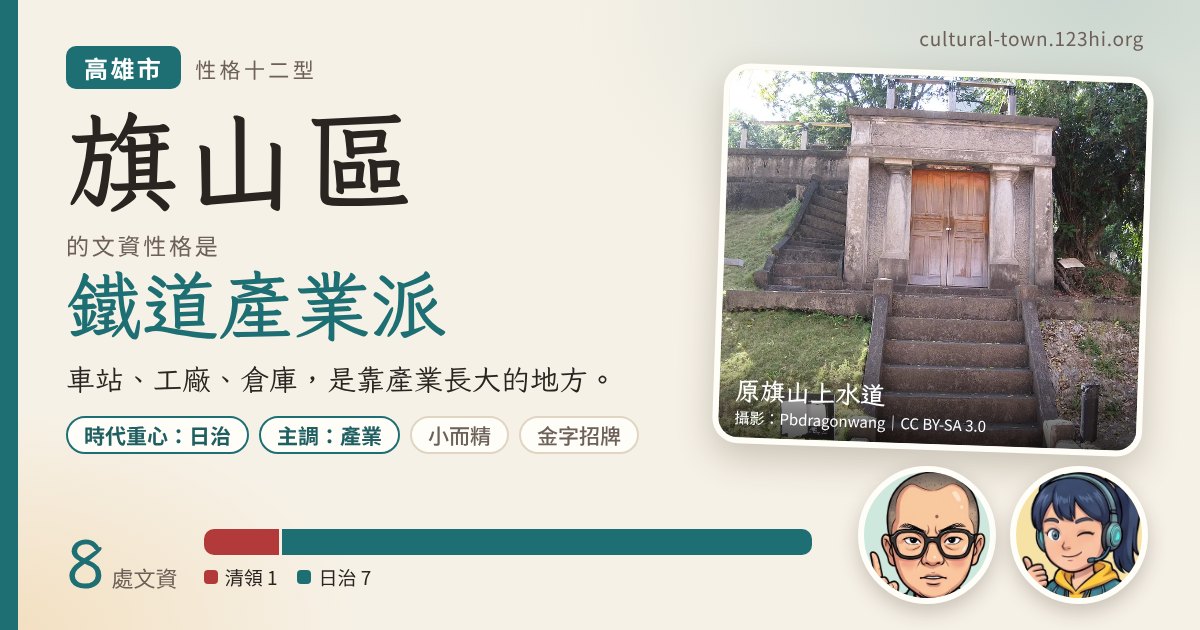 cultural-town.123hi.org
高雄市 性格十二型
旗山區
的文資性格是
鐵道產業派
車站、工廠、倉庫，是靠產業長大的地方。
時代重心：日治 主調：產業 小而精 金字招牌
原旗山上水道
攝影：Pbdragonwang｜CC BY-SA 3.0
8 處文資
清領 1 日治 7